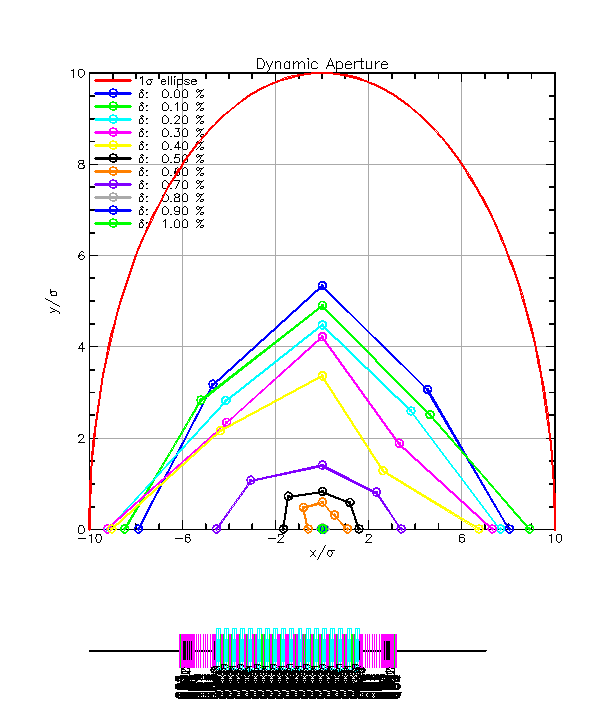 Dynamic Aperture
1σ ellipse
δ: 0.00 %
δ: 0.10 %
δ: 0.20 %
δ: 0.30 %
δ: 0.40 %
δ: 0.50 %
δ: 0.60 %
δ: 0.70 %
δ: 0.80 %
δ: 0.90 %
δ: 1.00 %
10
8
6
4
2
0
y/σ
−10 −6 −2 2 6 10
x/σ